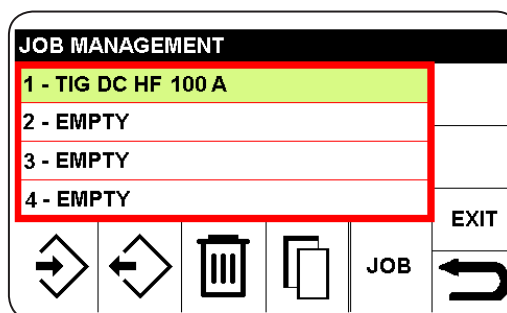 JOB MANAGEMENT
1 - TIG DC HF 100 A
2 - EMPTY
3 - EMPTY
4 - EMPTY
EXIT
JOB